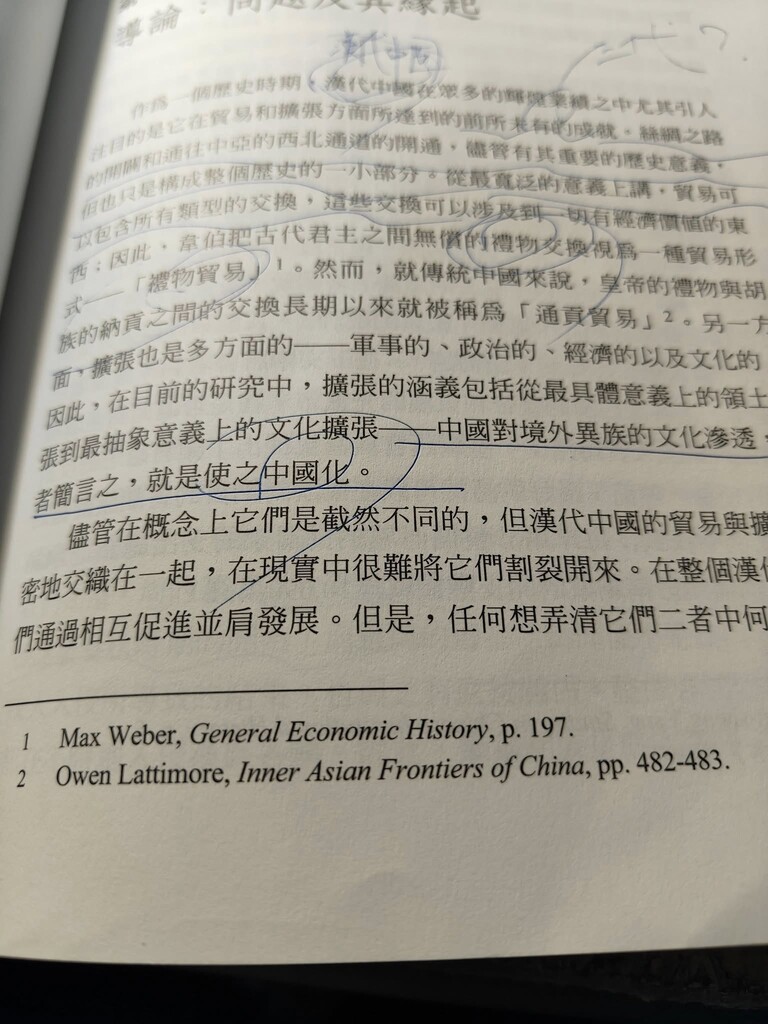 導論：問題及其緣起
漢代中國
代？
作為一個歷史時期，漢代中國在眾多的輝煌業績之中尤其引人
注目的是它在貿易和擴張方面所達到的前所未有的成就。絲綢之路
的開闢和通往中亞的西北通道的開通，儘管有其重要的歷史意義，
但也只是構成整個歷史的一小部分。從最寬泛的意義上講，貿易可
以包含所有類型的交換，這些交換可以涉及到一切有經濟價值的東
西；因此，韋伯把古代君主之間無償的禮物交換視為一種貿易形
式——「禮物貿易」1。然而，就傳統中國來說，皇帝的禮物與胡
族的納貢之間的交換長期以來就被稱為「通貢貿易」2。另一方
面，擴張也是多方面的——軍事的、政治的、經濟的以及文化的
因此，在目前的研究中，擴張的涵義包括從最具體意義上的領土
張到最抽象意義上的文化擴張——中國對境外異族的文化滲透，
者簡言之，就是使之中國化。
儘管在概念上它們是截然不同的，但漢代中國的貿易與擴
密地交織在一起，在現實中很難將它們割裂開來。在整個漢代
們通過相互促進並肩發展。但是，任何想弄清它們二者中何
1 Max Weber, General Economic History, p. 197.
2 Owen Lattimore, Inner Asian Frontiers of China, pp. 482-483.